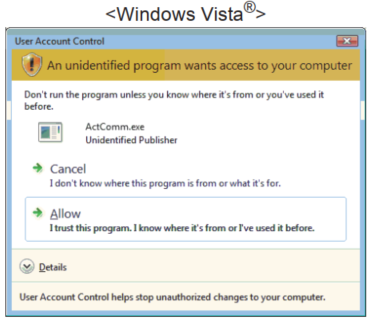 <Windows Vista®>
User Account Control
An unidentified program wants access to your computer
Don't run the program unless you know where it's from or you've used it
before.
ActComm.exe
Unidentified Publisher
Cancel
I don't know where this program is from or what it's for.
Allow
I trust this program. I know where it's from or I've used it before.
Details
User Account Control helps stop unauthorized changes to your computer.